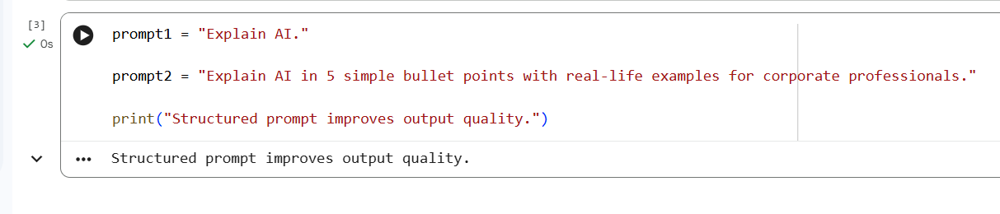 [3]
0s
prompt1 = "Explain AI."
prompt2 = "Explain AI in 5 simple bullet points with real-life examples for corporate professionals."
print("Structured prompt improves output quality.")
Structured prompt improves output quality.